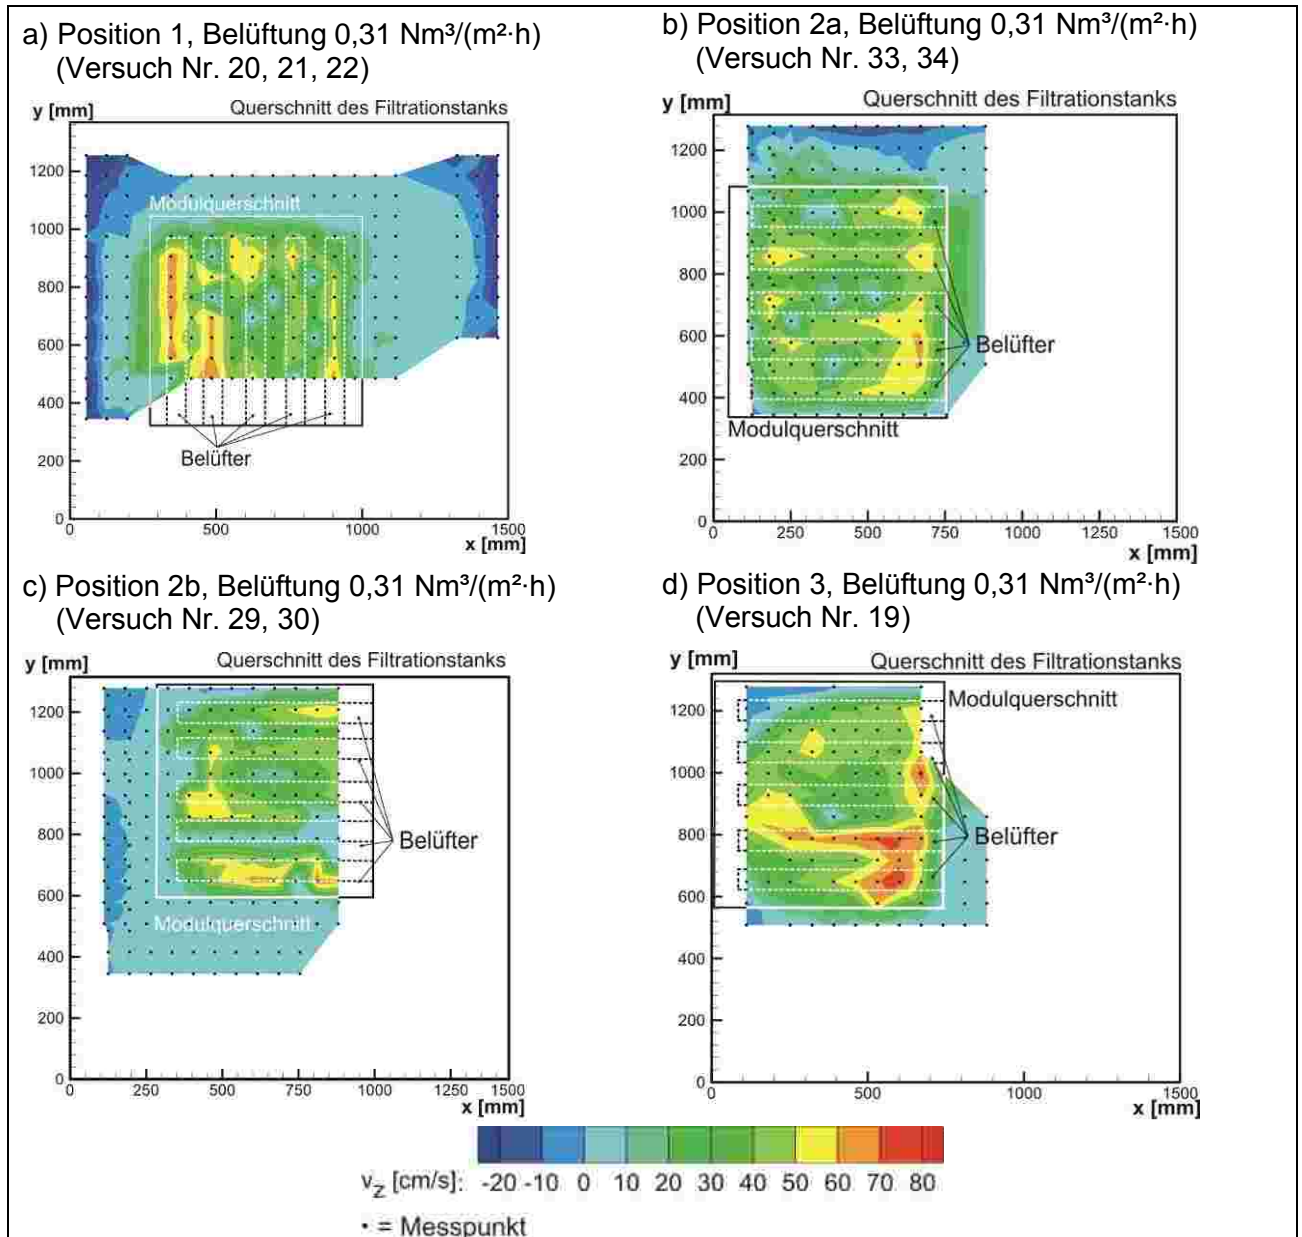 a) Position 1, Belüftung 0,31 Nm³/(m²·h)
(Versuch Nr. 20, 21, 22)
y [mm]
Querschnitt des Filtrationstanks
1200
1000
800
600
400
200
0
Modulquerschnitt
Belüfter
0 500 1000 1500
x [mm]
b) Position 2a, Belüftung 0,31 Nm³/(m²·h)
(Versuch Nr. 33, 34)
y [mm]
Querschnitt des Filtrationstanks
1200
1000
800
600
400
200
0
Belüfter
Modulquerschnitt
0 250 500 750 1000 1250 1500
x [mm]
c) Position 2b, Belüftung 0,31 Nm³/(m²·h)
(Versuch Nr. 29, 30)
y [mm]
Querschnitt des Filtrationstanks
1200
1000
800
600
400
200
0
Belüfter
Modulquerschnitt
0 250 500 750 1000 1250 1500
x [mm]
d) Position 3, Belüftung 0,31 Nm³/(m²·h)
(Versuch Nr. 19)
y [mm]
Querschnitt des Filtrationstanks
1200
1000
800
600
400
200
0
Modulquerschnitt
Belüfter
0 500 1000 1500
x [mm]
vz [cm/s]: -20 -10 0 10 20 30 40 50 60 70 80
• = Messpunkt